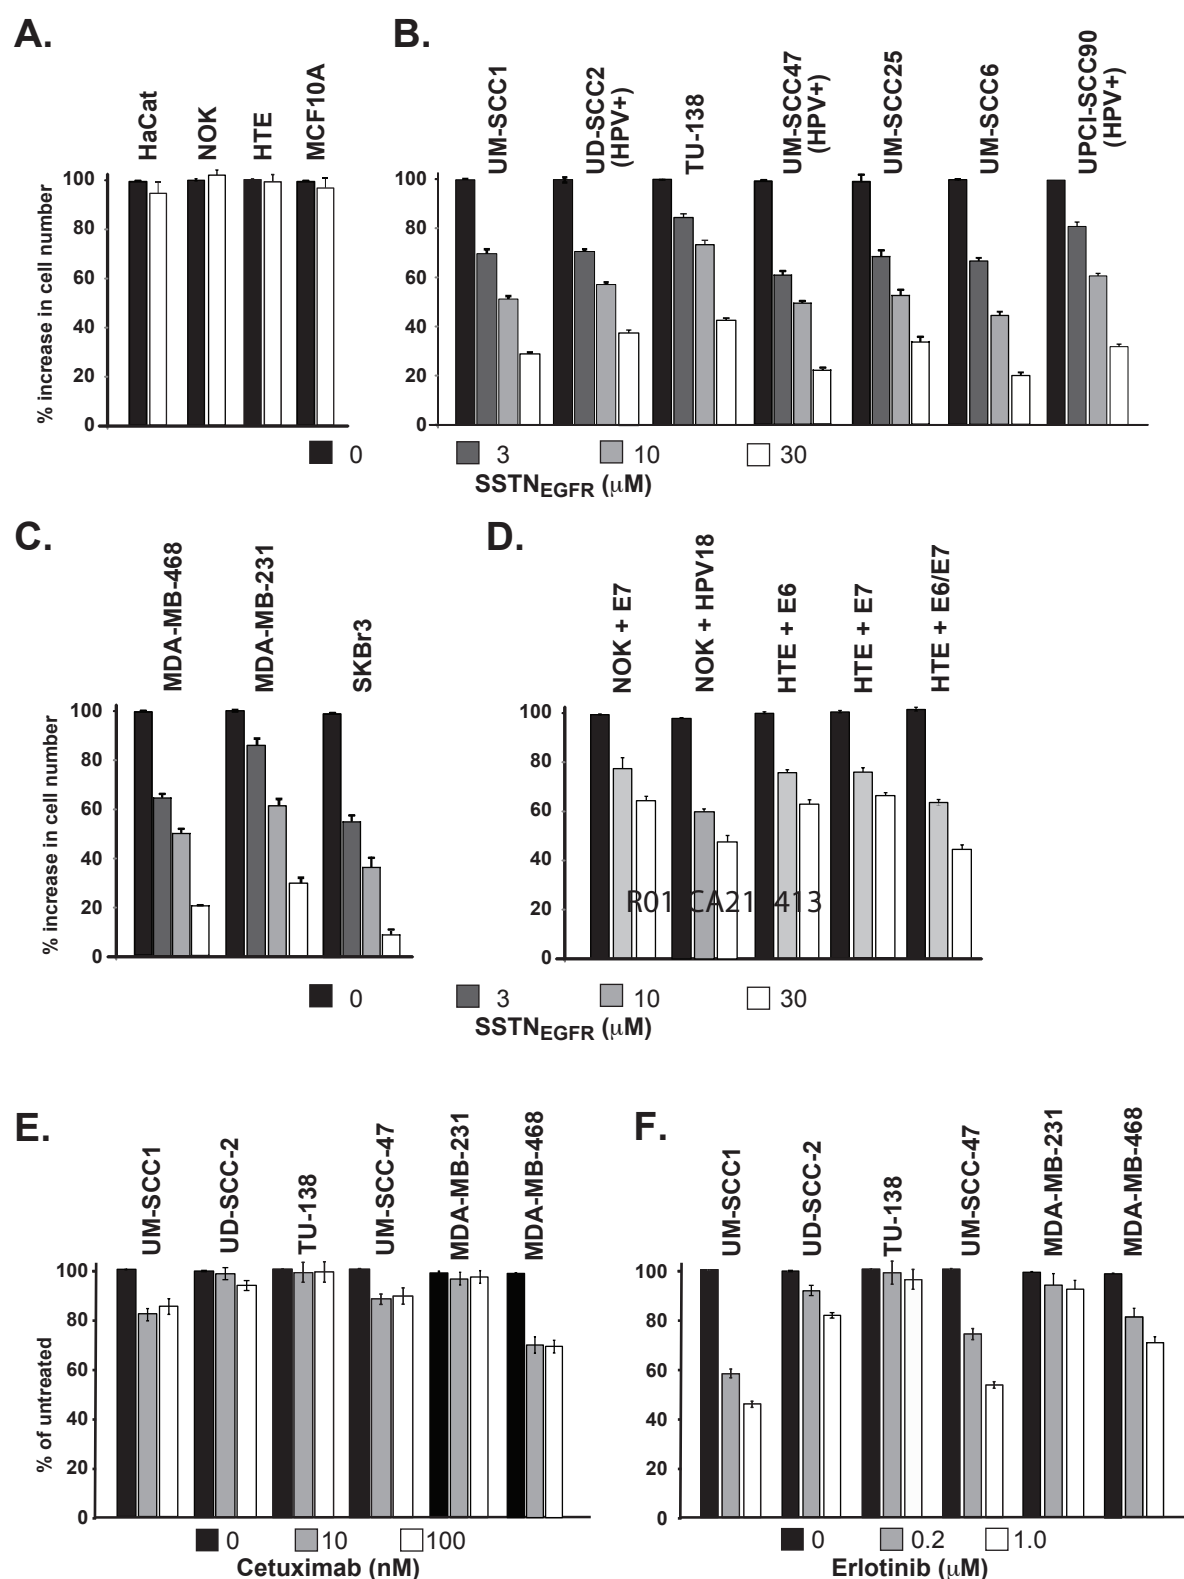 A.
HaCat
NOK
HTE
MCF10A
% increase in cell number
100
80
60
40
20
0
B.
UM-SCC1
UD-SCC2
(HPV+)
TU-138
UM-SCC47
(HPV+)
UM-SCC25
UM-SCC6
UPCI-SCC90
(HPV+)
100
80
60
40
20
0
0
3
10
30
SSTNEGFR (μM)
C.
MDA-MB-468
MDA-MB-231
SKBr3
% increase in cell number
100
80
60
40
20
0
D.
NOK + E7
NOK + HPV18
HTE + E6
HTE + E7
HTE + E6/E7
100
80
60
40
20
0
0
3
10
30
SSTNEGFR (μM)
E.
UM-SCC1
UD-SCC-2
TU-138
UM-SCC-47
MDA-MB-231
MDA-MB-468
% of untreated
100
80
60
40
20
0
0
10
100
Cetuximab (nM)
F.
UM-SCC1
UD-SCC-2
TU-138
UM-SCC-47
MDA-MB-231
MDA-MB-468
100
80
60
40
20
0
0
0.2
1.0
Erlotinib (μM)